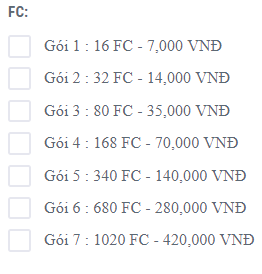 FC:
Gói 1 : 16 FC - 7,000 VNĐ
Gói 2 : 32 FC - 14,000 VNĐ
Gói 3 : 80 FC - 35,000 VNĐ
Gói 4 : 168 FC - 70,000 VNĐ
Gói 5 : 340 FC - 140,000 VNĐ
Gói 6 : 680 FC - 280,000 VNĐ
Gói 7 : 1020 FC - 420,000 VNĐ